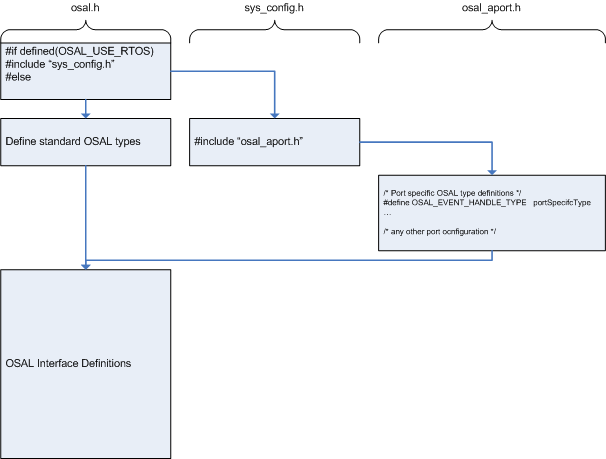 osal.h
sys_config.h
osal_aport.h
#if defined(OSAL_USE_RTOS)
#include “sys_config.h”
#else
Define standard OSAL types
#include “osal_aport.h”
/* Port specific OSAL type definitions */
#define OSAL_EVENT_HANDLE_TYPE portSpecifcType
…
/* any other port ocnfiguration */
OSAL Interface Definitions